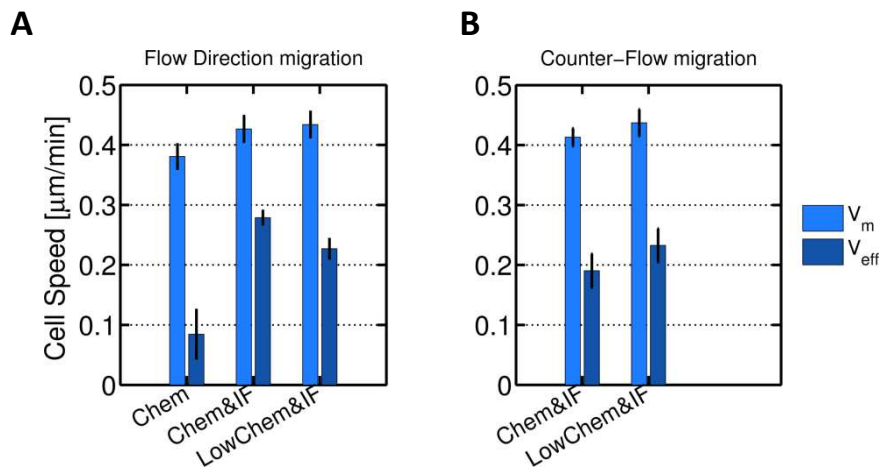 A
B
Flow Direction migration
Counter-Flow migration
Cell Speed [μm/min]
0.5
0.4
0.3
0.2
0.1
0
Chem
Chem&IF
LowChem&IF
0.5
0.4
0.3
0.2
0.1
0
Chem&IF
LowChem&IF
V_m
V_eff